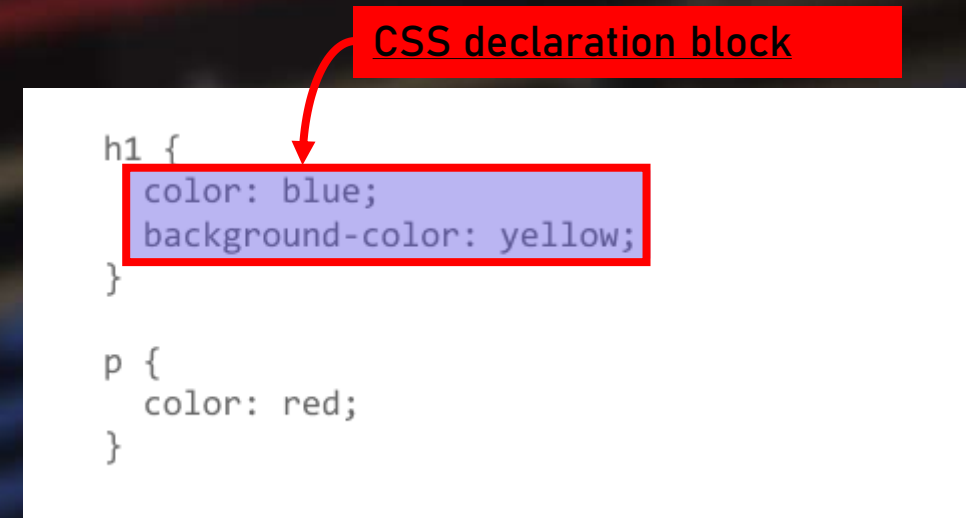 CSS declaration block
h1 {
  color: blue;
  background-color: yellow;
}
p {
  color: red;
}